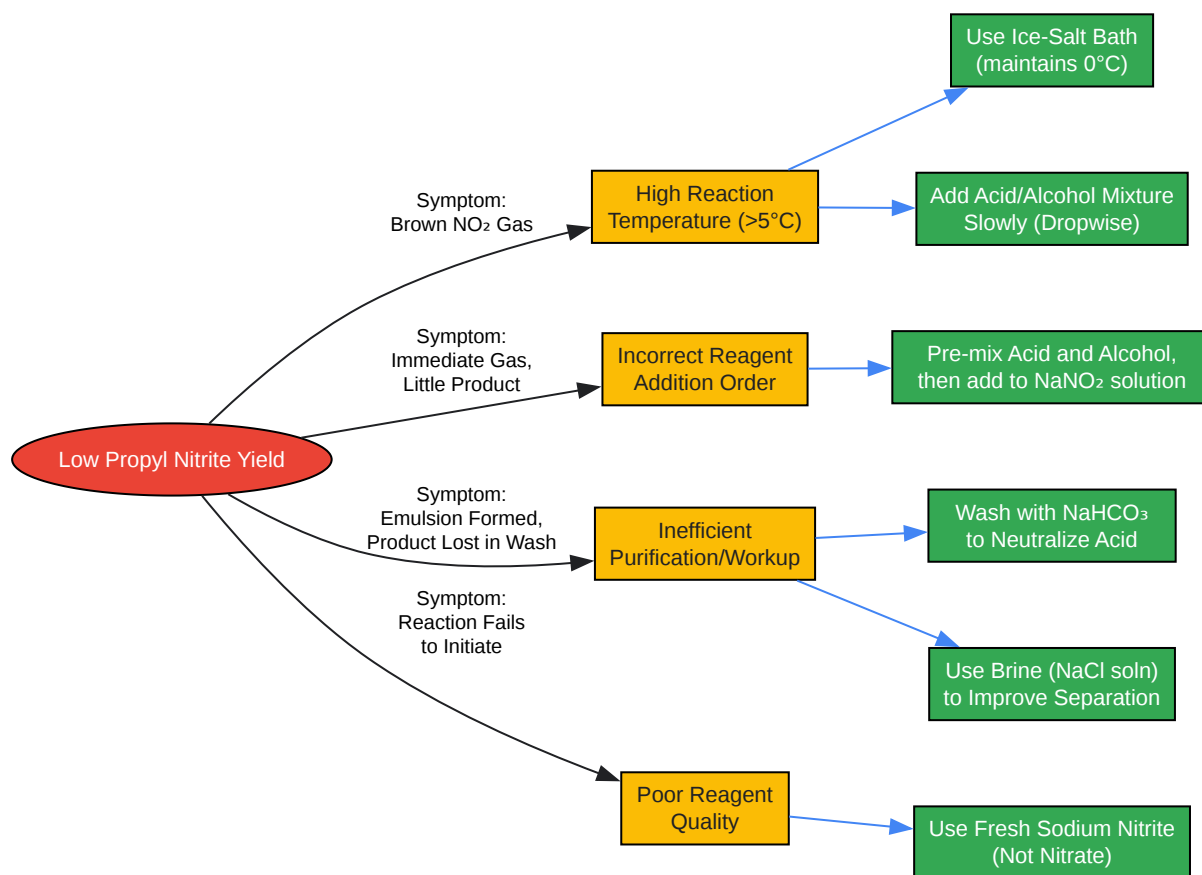 Use Ice-Salt Bath
(maintains 0°C)
Symptom:
Brown NO₂ Gas
High Reaction
Temperature (>5°C)
Add Acid/Alcohol Mixture
Slowly (Dropwise)
Symptom:
Immediate Gas,
Little Product
Incorrect Reagent
Addition Order
Pre-mix Acid and Alcohol,
then add to NaNO₂ solution
Low Propyl Nitrite Yield
Symptom:
Emulsion Formed,
Product Lost in Wash
Inefficient
Purification/Workup
Wash with NaHCO₃
to Neutralize Acid
Symptom:
Reaction Fails
to Initiate
Use Brine (NaCl soln)
to Improve Separation
Poor Reagent
Quality
Use Fresh Sodium Nitrite
(Not Nitrate)